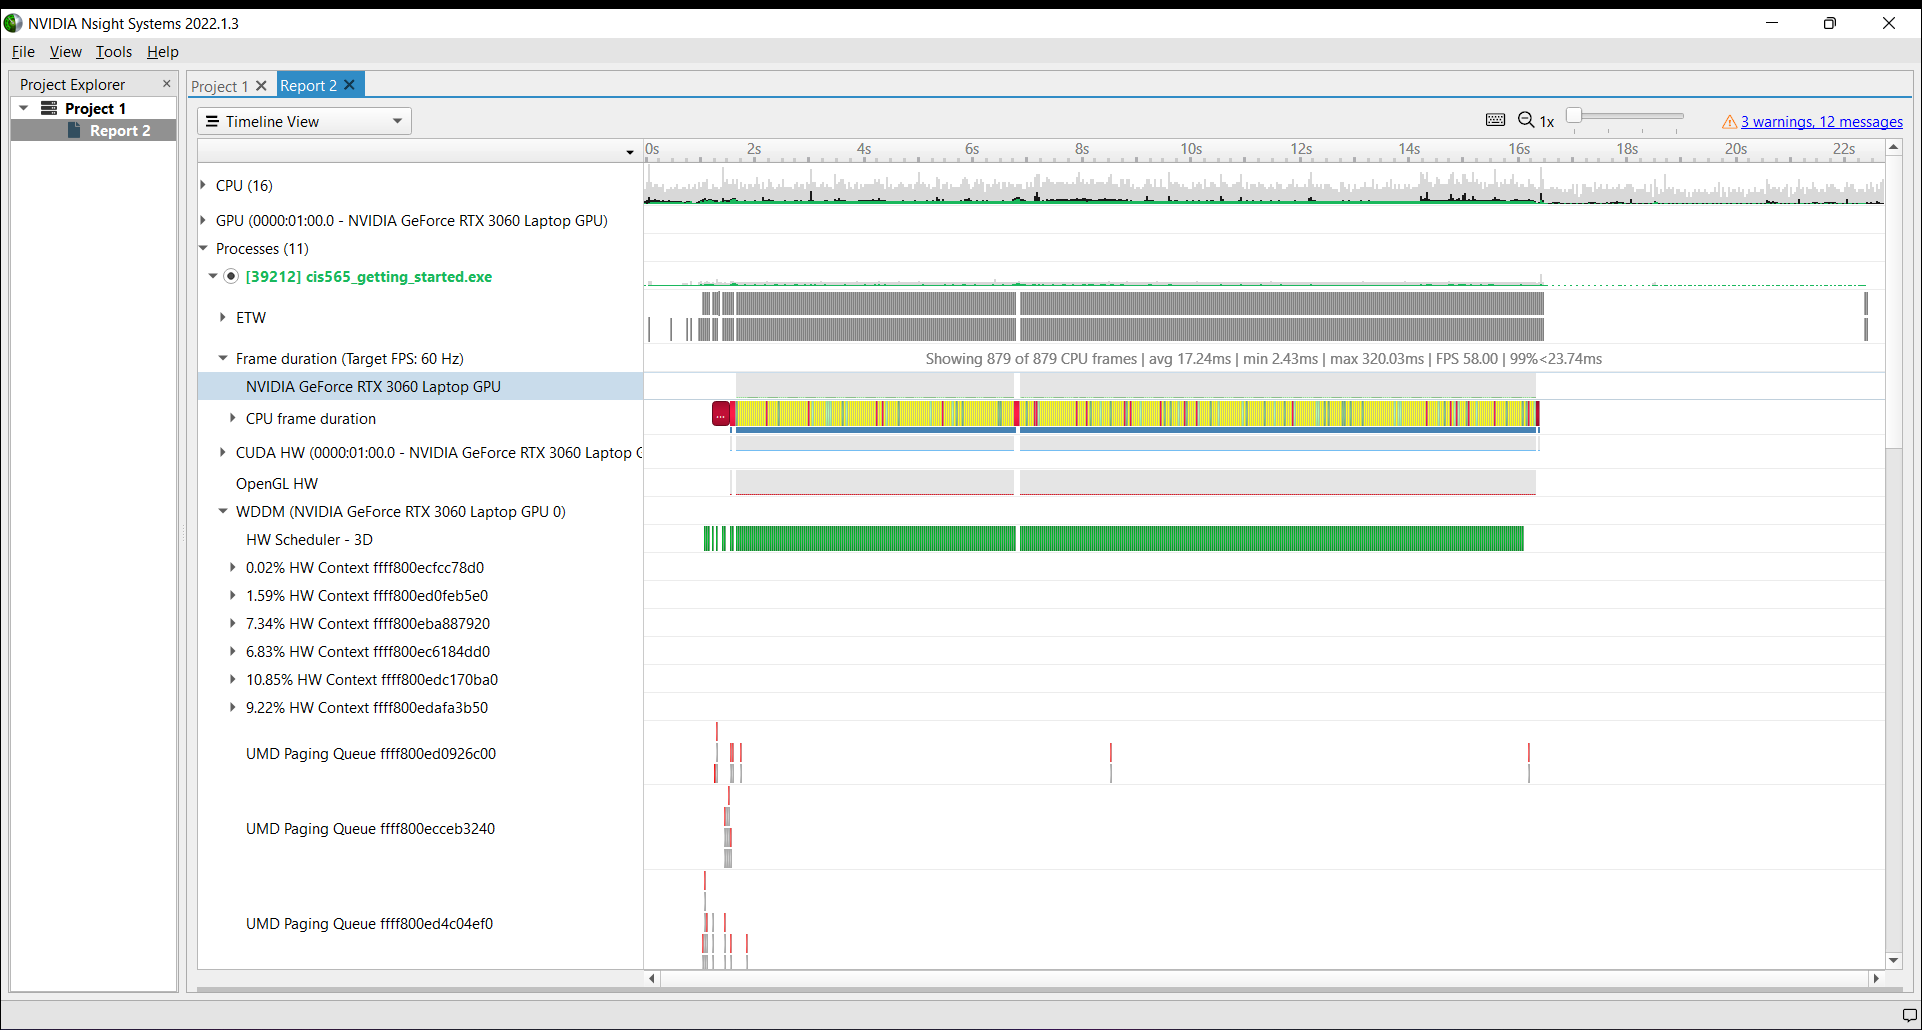 NVIDIA Nsight Systems 2022.1.3
File View Tools Help
Project Explorer
Project 1
Report 2
Project 1
Report 2
Timeline View
1x
3 warnings, 12 messages
0s 2s 4s 6s 8s 10s 12s 14s 16s 18s 20s 22s
CPU (16)
GPU (0000:01:00.0 - NVIDIA GeForce RTX 3060 Laptop GPU)
Processes (11)
[39212] cis565_getting_started.exe
ETW
Frame duration (Target FPS: 60 Hz)
Showing 879 of 879 CPU frames | avg 17.24ms | min 2.43ms | max 320.03ms | FPS 58.00 | 99%<23.74ms
NVIDIA GeForce RTX 3060 Laptop GPU
CPU frame duration
...
CUDA HW (0000:01:00.0 - NVIDIA GeForce RTX 3060 Laptop G
OpenGL HW
WDDM (NVIDIA GeForce RTX 3060 Laptop GPU 0)
HW Scheduler - 3D
0.02% HW Context ffff800ecfcc78d0
1.59% HW Context ffff800ed0feb5e0
7.34% HW Context ffff800eba887920
6.83% HW Context ffff800ec6184dd0
10.85% HW Context ffff800edc170ba0
9.22% HW Context ffff800edafa3b50
UMD Paging Queue ffff800ed0926c00
UMD Paging Queue ffff800ecceb3240
UMD Paging Queue ffff800ed4c04ef0